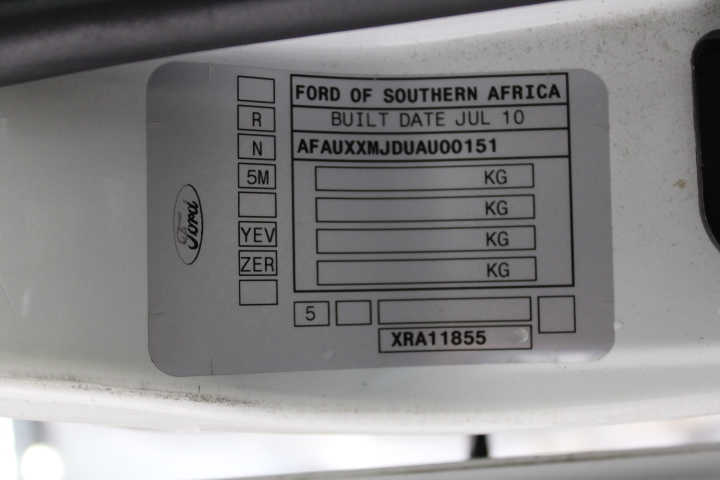 FORD OF SOUTHERN AFRICA
R
BUILT DATE JUL 10
N
AFAUXXMJDUAU00151
5M
KG
KG
YEV
KG
ZER
KG
Ford
5
XRA11855